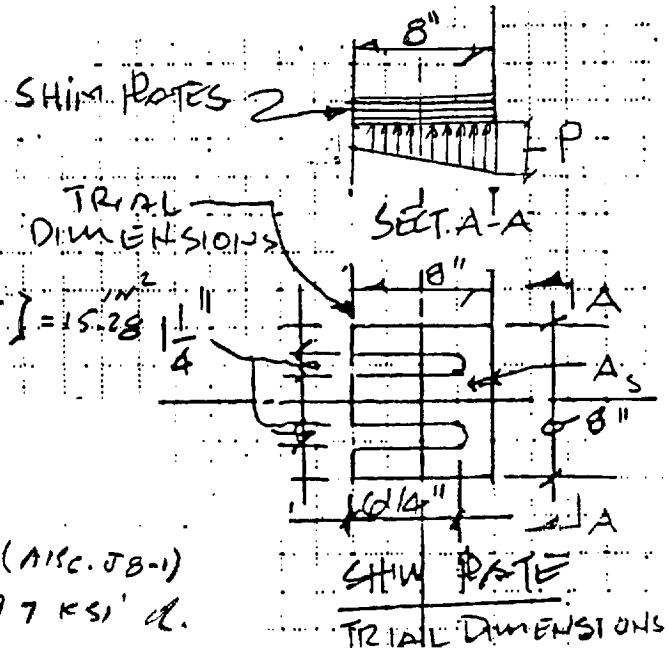 8"
SHIM PLATES
P
TRIAL
DIMENSIONS
SECT. A-A
8"
A
] = 15.28 IN²
1 1/4"
As
8"
6 1/4"
A
(AISC. J8-1)
7 KSI
SHIM PLATE
TRIAL DIMENSIONS